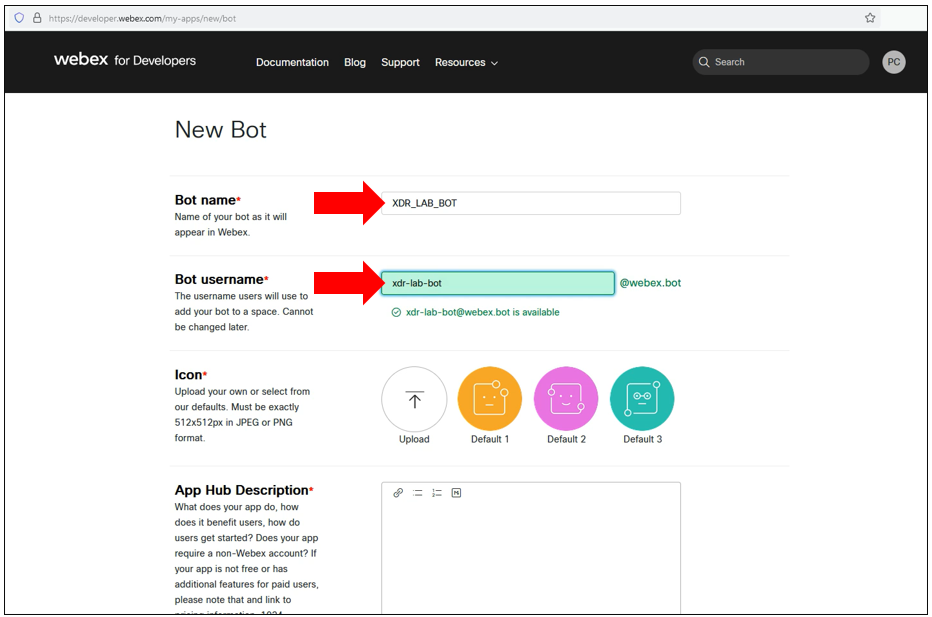 https://developer.webex.com/my-apps/new/bot
webex for Developers
Documentation Blog Support Resources
Search
PC
New Bot
Bot name*
Name of your bot as it will
appear in Webex.
XDR_LAB_BOT
Bot username*
The username users will use to
add your bot to a space. Cannot
be changed later.
xdr-lab-bot
@webex.bot
xdr-lab-bot@webex.bot is available
Icon*
Upload your own or select from
our defaults. Must be exactly
512x512px in JPEG or PNG
format.
Upload Default 1 Default 2 Default 3
App Hub Description*
What does your app do, how
does it benefit users, how do
users get started? Does your app
require a non-Webex account? If
your app is not free or has
additional features for paid users,
please note that and link to
pricing information. 1024